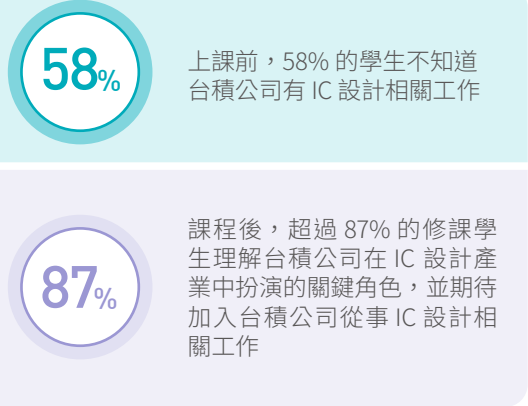 58%
上課前，58% 的學生不知道
台積公司有 IC 設計相關工作
87%
課程後，超過 87% 的修課學
生理解台積公司在 IC 設計產
業中扮演的關鍵角色，並期待
加入台積公司從事 IC 設計相
關工作